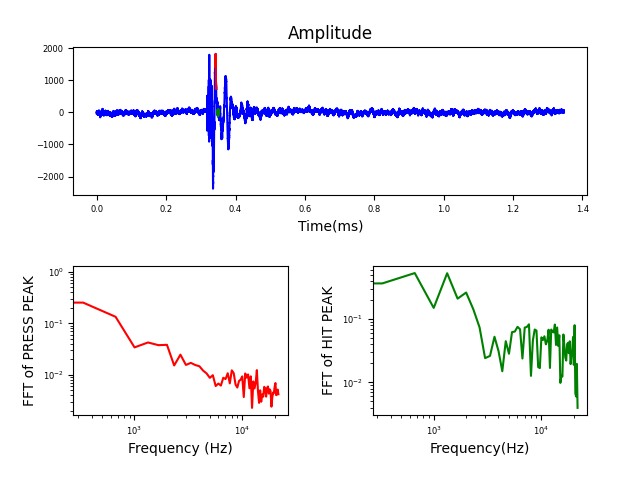 Amplitude
2000
1000
0
−1000
−2000
0.0 0.2 0.4 0.6 0.8 1.0 1.2 1.4
Time(ms)
FFT of PRESS PEAK
10⁰
10⁻¹
10⁻²
10³ 10⁴
Frequency (Hz)
FFT of HIT PEAK
10⁻¹
10⁻²
10³ 10⁴
Frequency(Hz)